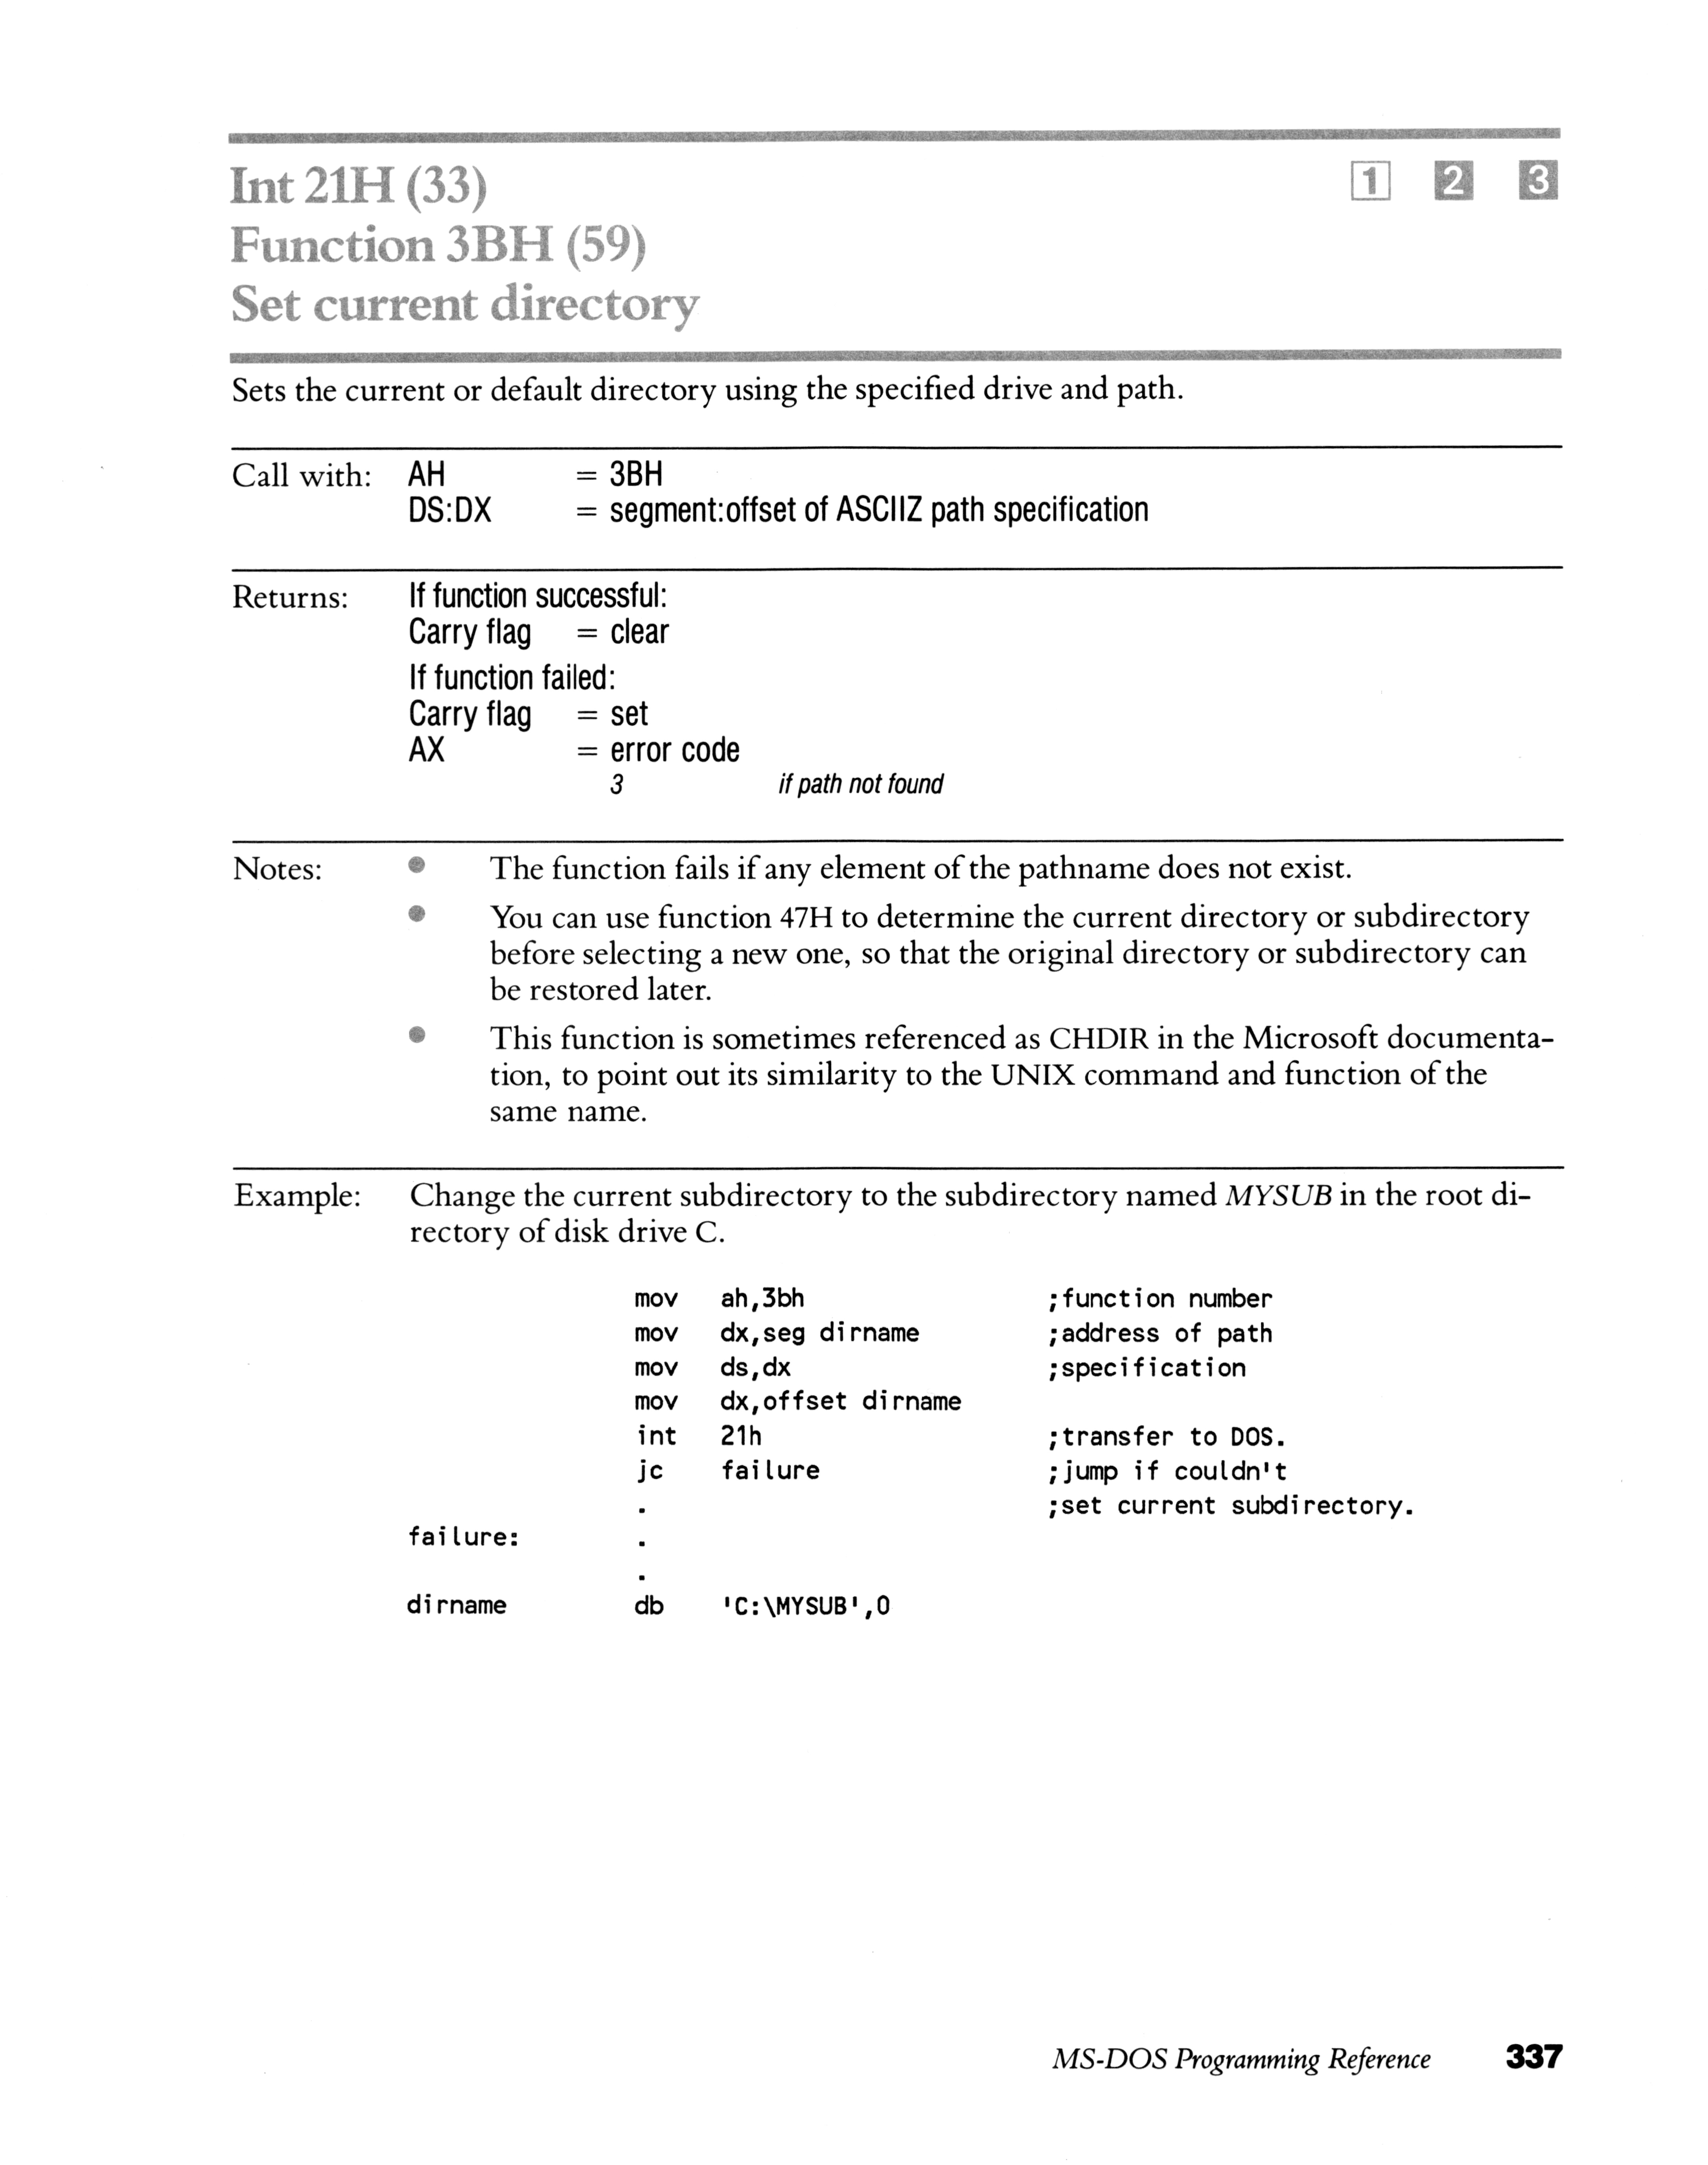 Int 21H (33) 1 2 3
Function 3BH (59)
Set current directory
Sets the current or default directory using the specified drive and path.
Call with: AH = 3BH
DS:DX = segment:offset of ASCIIZ path specification
Returns: If function successful:
Carry flag = clear
If function failed:
Carry flag = set
AX = error code
3 if path not found
Notes: • The function fails if any element of the pathname does not exist.
• You can use function 47H to determine the current directory or subdirectory
before selecting a new one, so that the original directory or subdirectory can
be restored later.
• This function is sometimes referenced as CHDIR in the Microsoft documenta-
tion, to point out its similarity to the UNIX command and function of the
same name.
Example: Change the current subdirectory to the subdirectory named MYSUB in the root di-
rectory of disk drive C.
mov ah,3bh ;function number
mov dx,seg dirname ;address of path
mov ds,dx ;specification
mov dx,offset dirname
int 21h ;transfer to DOS.
jc failure ;jump if couldn't
. ;set current subdirectory.
failure: .
.
dirname db 'C:\MYSUB',0
MS-DOS Programming Reference 337